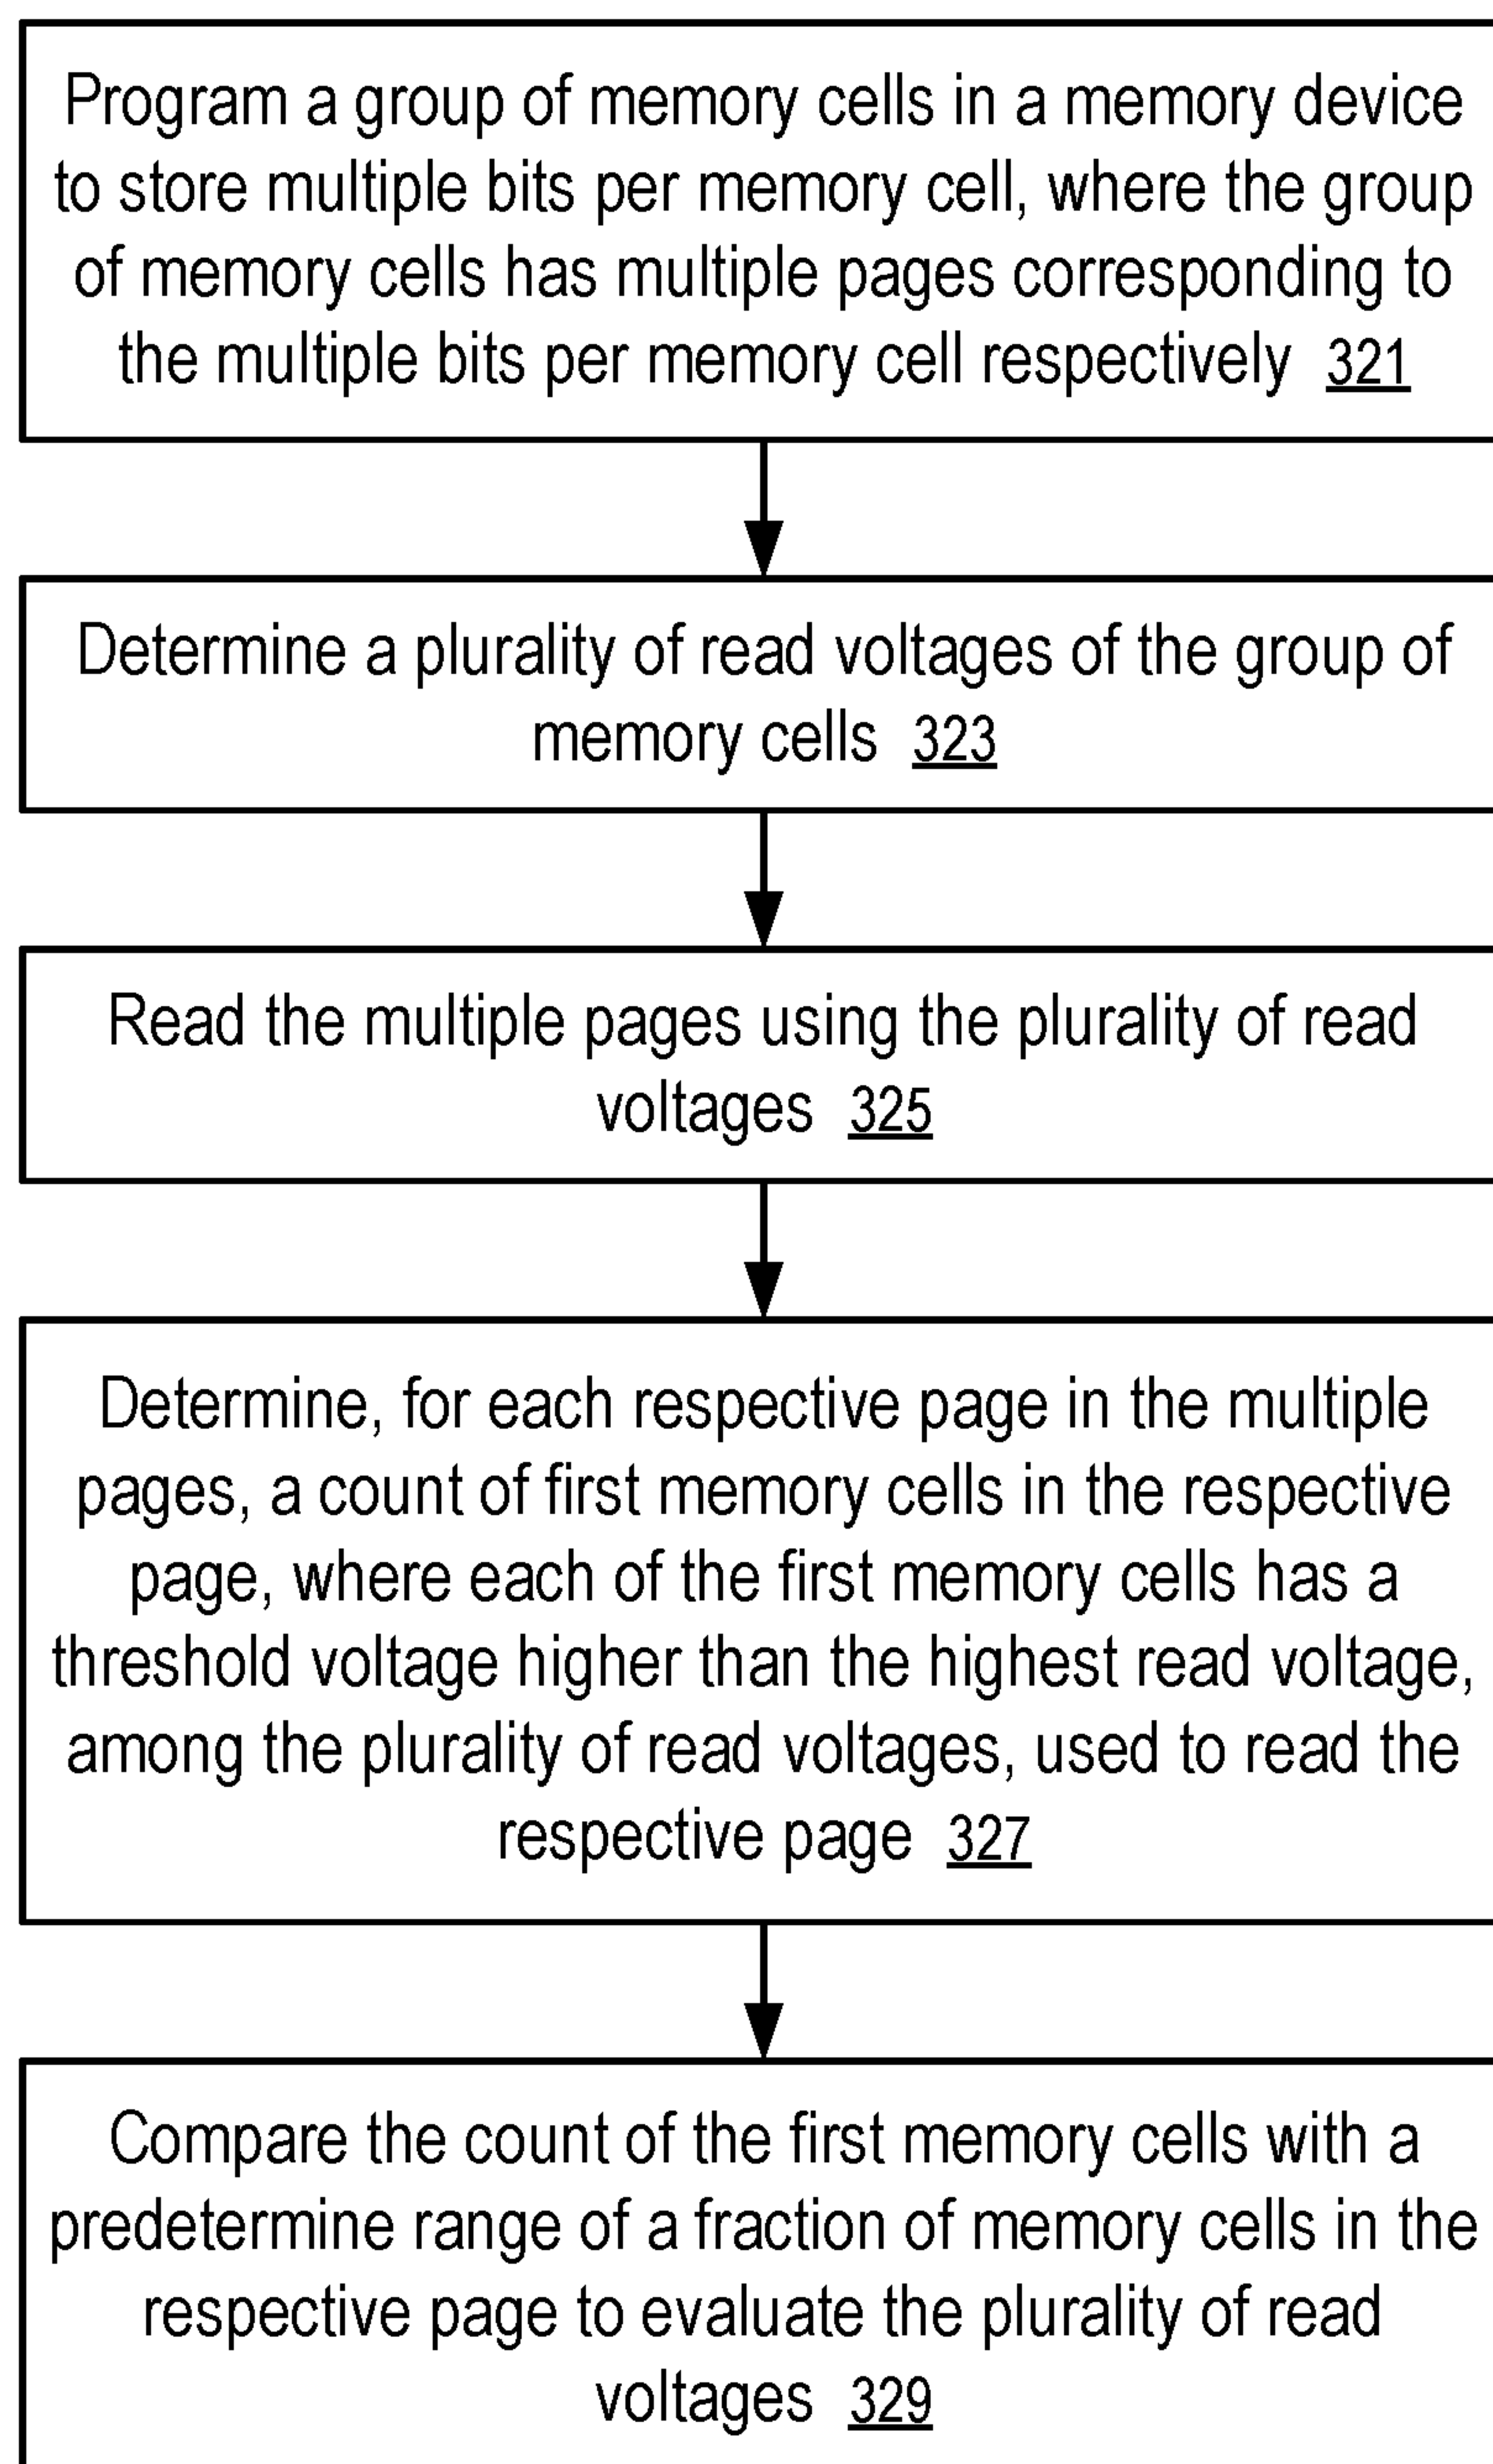 Program a group of memory cells in a memory device
to store multiple bits per memory cell, where the group
of memory cells has multiple pages corresponding to
the multiple bits per memory cell respectively 321
Determine a plurality of read voltages of the group of
memory cells 323
Read the multiple pages using the plurality of read
voltages 325
Determine, for each respective page in the multiple
pages, a count of first memory cells in the respective
page, where each of the first memory cells has a
threshold voltage higher than the highest read voltage,
among the plurality of read voltages, used to read the
respective page 327
Compare the count of the first memory cells with a
predetermine range of a fraction of memory cells in the
respective page to evaluate the plurality of read
voltages 329